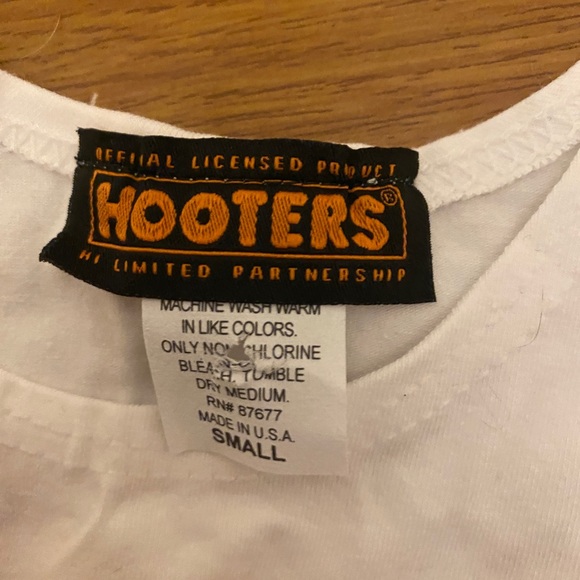 OFFICIAL LICENSED PRODUCT
HOOTERS®
HI LIMITED PARTNERSHIP
MACHINE WASH WARM
IN LIKE COLORS.
ONLY NON-CHLORINE
BLEACH, TUMBLE
DRY MEDIUM.
RN# 87677
MADE IN U.S.A.
SMALL